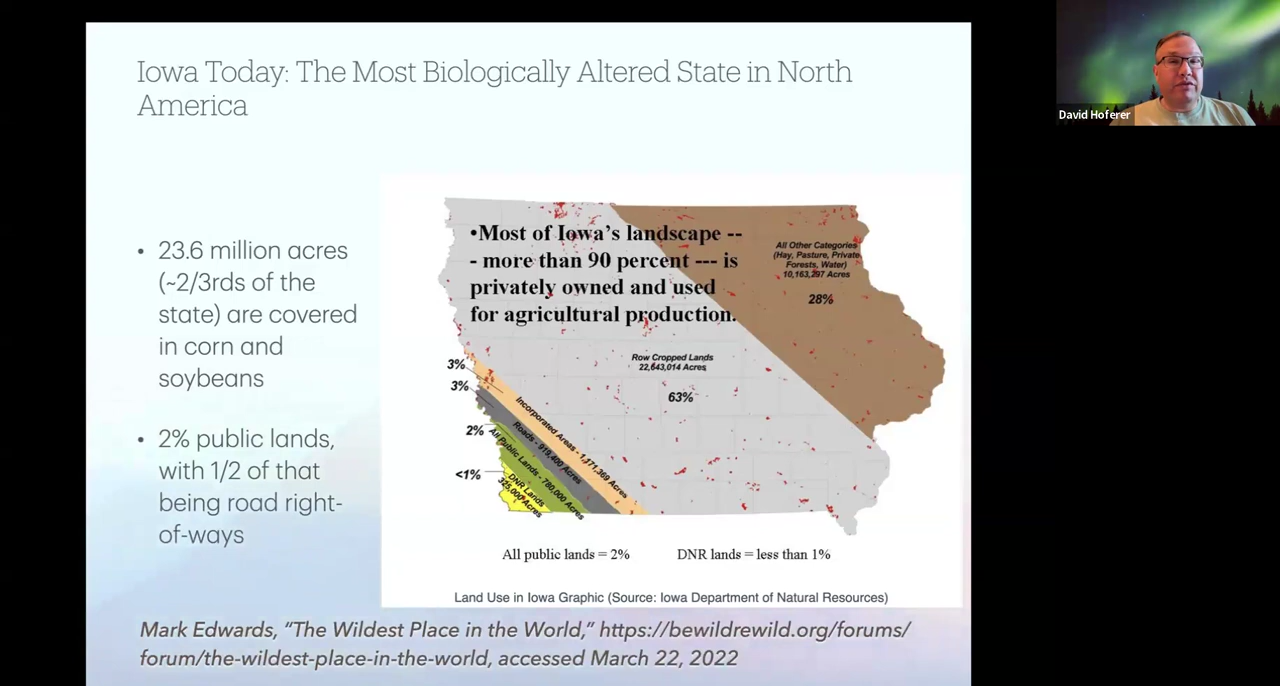 Iowa Today: The Most Biologically Altered State in North
America
David Hoferer
• 23.6 million acres
(~2/3rds of the
state) are covered
in corn and
soybeans
• 2% public lands,
with 1/2 of that
being road right-
of-ways
•Most of Iowa's landscape --
- more than 90 percent --- is
privately owned and used
for agricultural production.
All Other Categories
(Hay, Pasture, Private
Forests, Water)
10,163,297 Acres
28%
Row Cropped Lands
22,643,014 Acres
63%
3%
3%
2%
<1%
Incorporated Areas - 1,171,369 Acres
Roads - 919,400 Acres
All Public Lands - 780,000 Acres
DNR Lands
325,000 Acres
All public lands = 2%
DNR lands = less than 1%
Land Use in Iowa Graphic (Source: Iowa Department of Natural Resources)
Mark Edwards, “The Wildest Place in the World,” https://bewildrewild.org/forums/
forum/the-wildest-place-in-the-world, accessed March 22, 2022